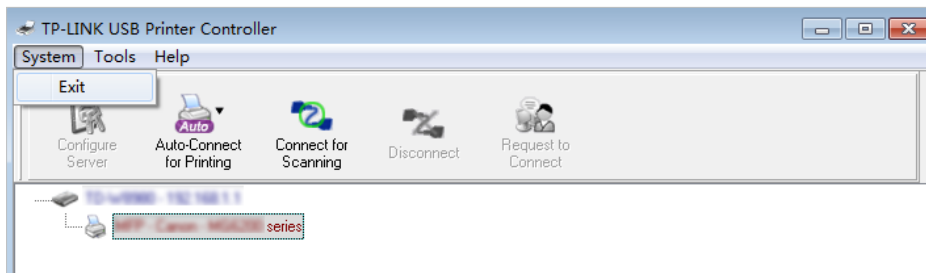 TP-LINK USB Printer Controller
System Tools Help
Exit
Configure
Server
Auto
Auto-Connect
for Printing
Connect for
Scanning
Disconnect
Request to
Connect
series